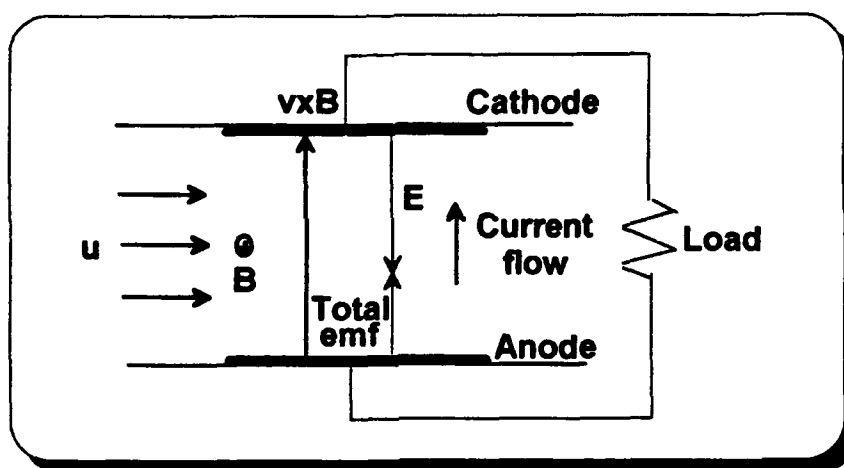 vxB Cathode
E
u
B
Current
flow
Load
Total
emf
Anode